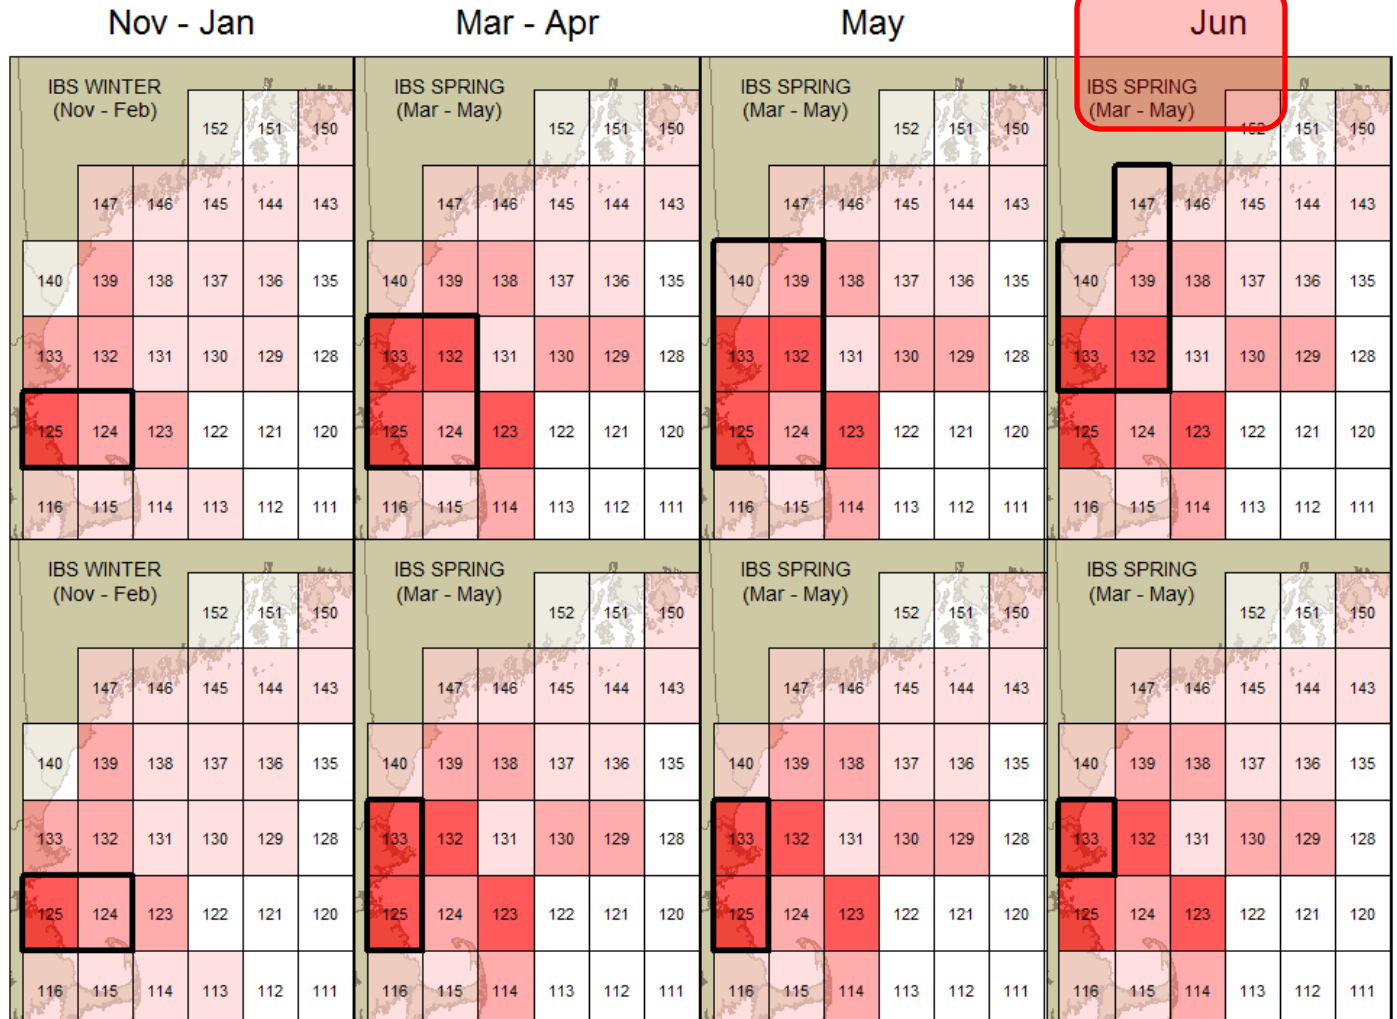 Nov - Jan Mar - Apr May Jun
IBS WINTER IBS SPRING IBS SPRING IBS SPRING
(Nov - Feb) (Mar - May) (Mar - May) (Mar - May)
152 151 150 152 151 150 152 151 150 152 151 150
147 146 145 144 143 147 146 145 144 143 147 146 145 144 143 147 146 145 144 143
140 139 138 137 136 135 140 139 138 137 136 135 140 139 138 137 136 135 140 139 138 137 136 135
133 132 131 130 129 128 133 132 131 130 129 128 133 132 131 130 129 128 133 132 131 130 129 128
125 124 123 122 121 120 125 124 123 122 121 120 125 124 123 122 121 120 125 124 123 122 121 120
116 115 114 113 112 111 116 115 114 113 112 111 116 115 114 113 112 111 116 115 114 113 112 111
IBS WINTER IBS SPRING IBS SPRING IBS SPRING
(Nov - Feb) (Mar - May) (Mar - May) (Mar - May)
152 151 150 152 151 150 152 151 150 152 151 150
147 146 145 144 143 147 146 145 144 143 147 146 145 144 143 147 146 145 144 143
140 139 138 137 136 135 140 139 138 137 136 135 140 139 138 137 136 135 140 139 138 137 136 135
133 132 131 130 129 128 133 132 131 130 129 128 133 132 131 130 129 128 133 132 131 130 129 128
125 124 123 122 121 120 125 124 123 122 121 120 125 124 123 122 121 120 125 124 123 122 121 120
116 115 114 113 112 111 116 115 114 113 112 111 116 115 114 113 112 111 116 115 114 113 112 111